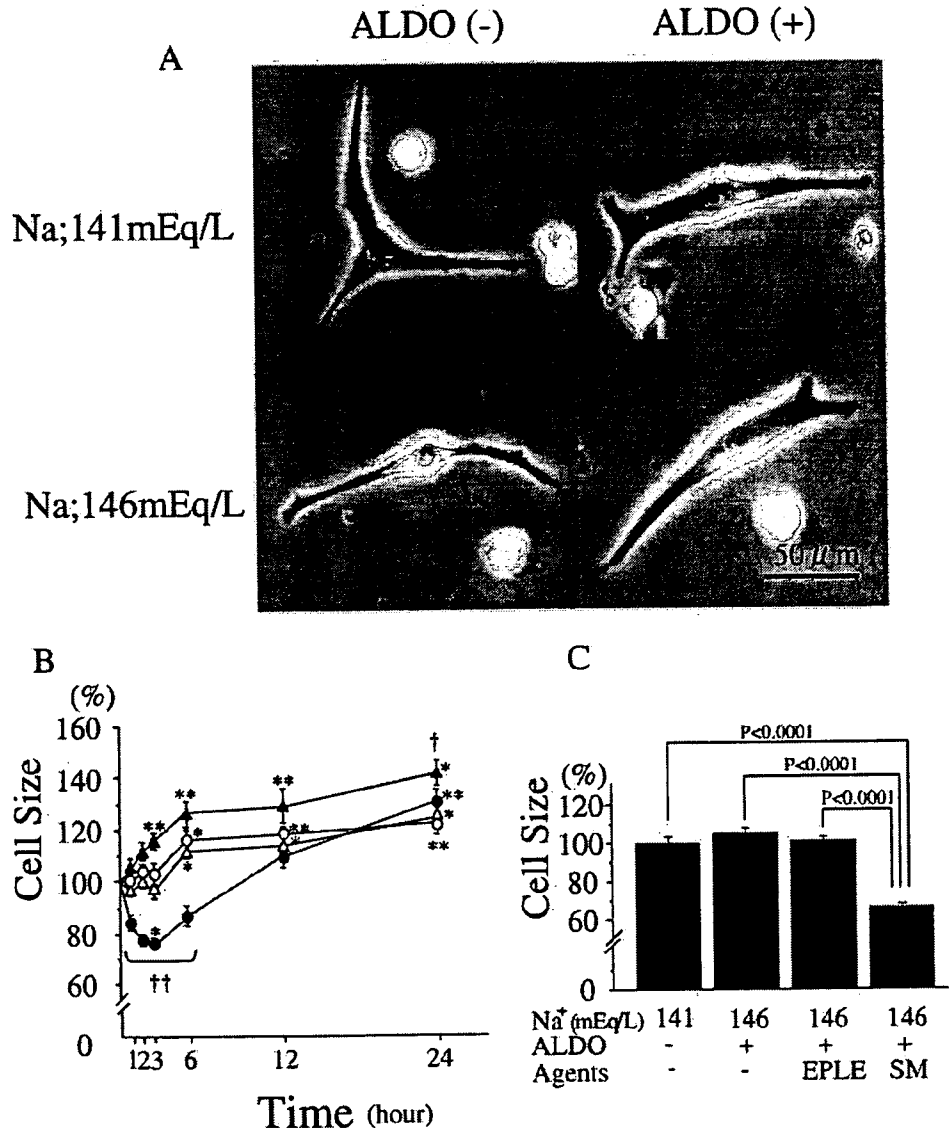 ALDO (-) ALDO (+)
A
Na;141mEq/L
Na;146mEq/L
50 μm
B
(%)
160
140
120
100
80
60
0
Cell Size
** ** ** † * ** * ** * * ** * * * **
††
1 2 3 6 12 24
Time (hour)
C
(%)
120
100
80
60
0
Cell Size
P<0.0001
P<0.0001
P<0.0001
Na⁺ (mEq/L) 141 146 146 146
ALDO - + + +
Agents - - EPLE SM